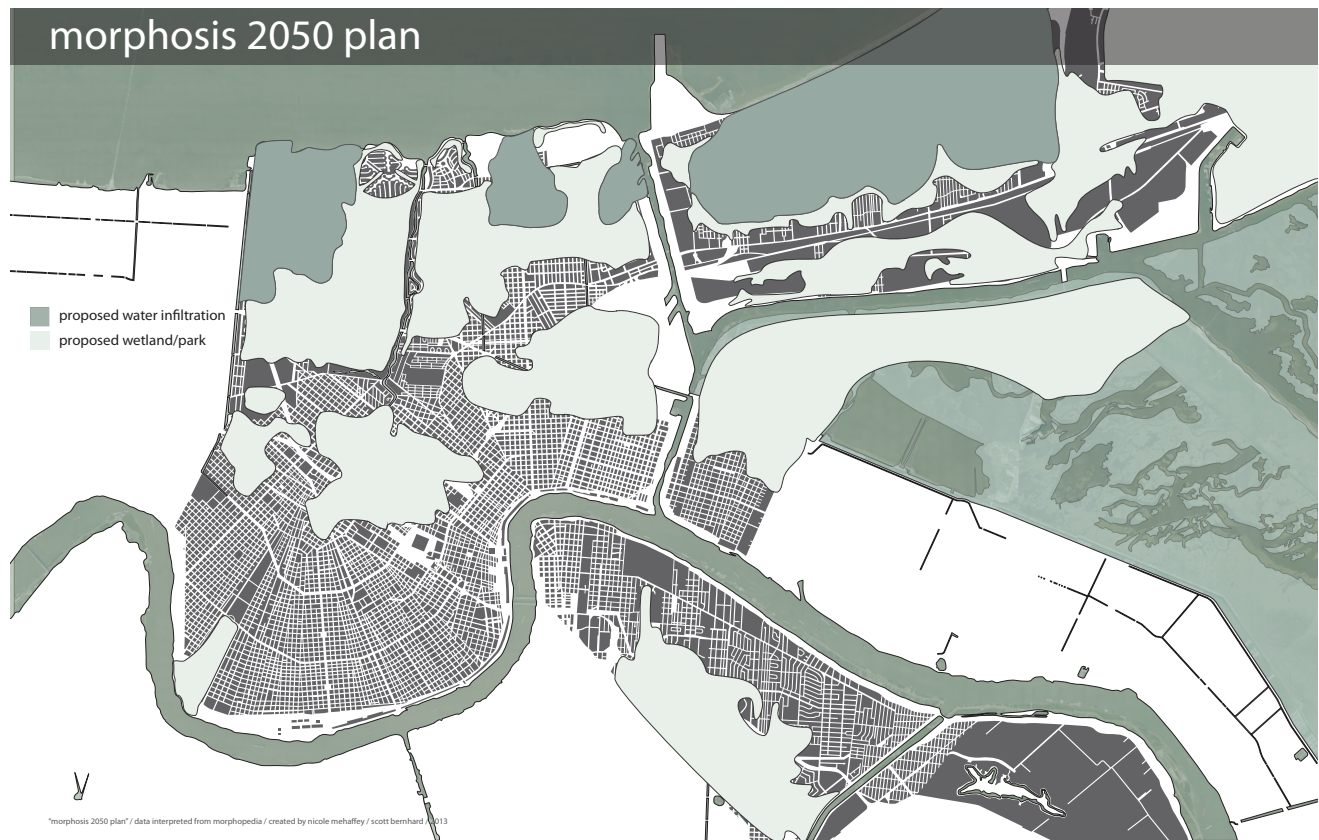 morphosis 2050 plan
proposed water infiltration
proposed wetland/park
"morphosis 2050 plan" / data interpreted from morphopedia / created by nicole mehaffey / scott bernhard / 2013